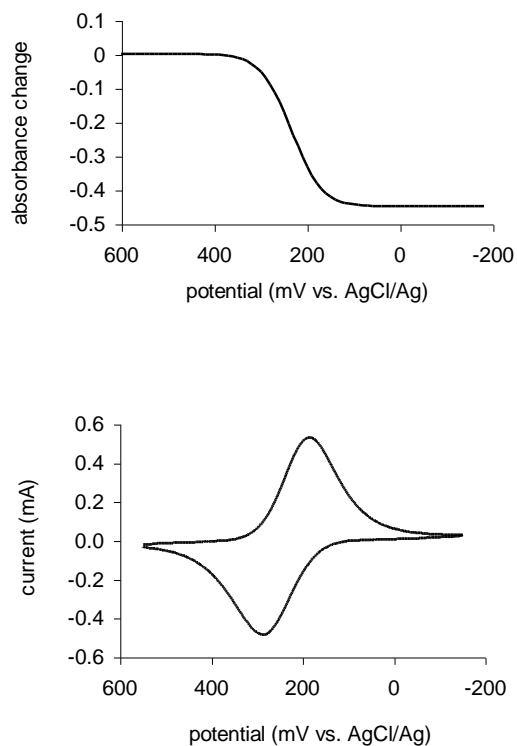 0.1
0
-0.1
-0.2
-0.3
-0.4
-0.5
absorbance change
600 400 200 0 -200
potential (mV vs. AgCl/Ag)
0.6
0.4
0.2
0.0
-0.2
-0.4
-0.6
current (mA)
600 400 200 0 -200
potential (mV vs. AgCl/Ag)